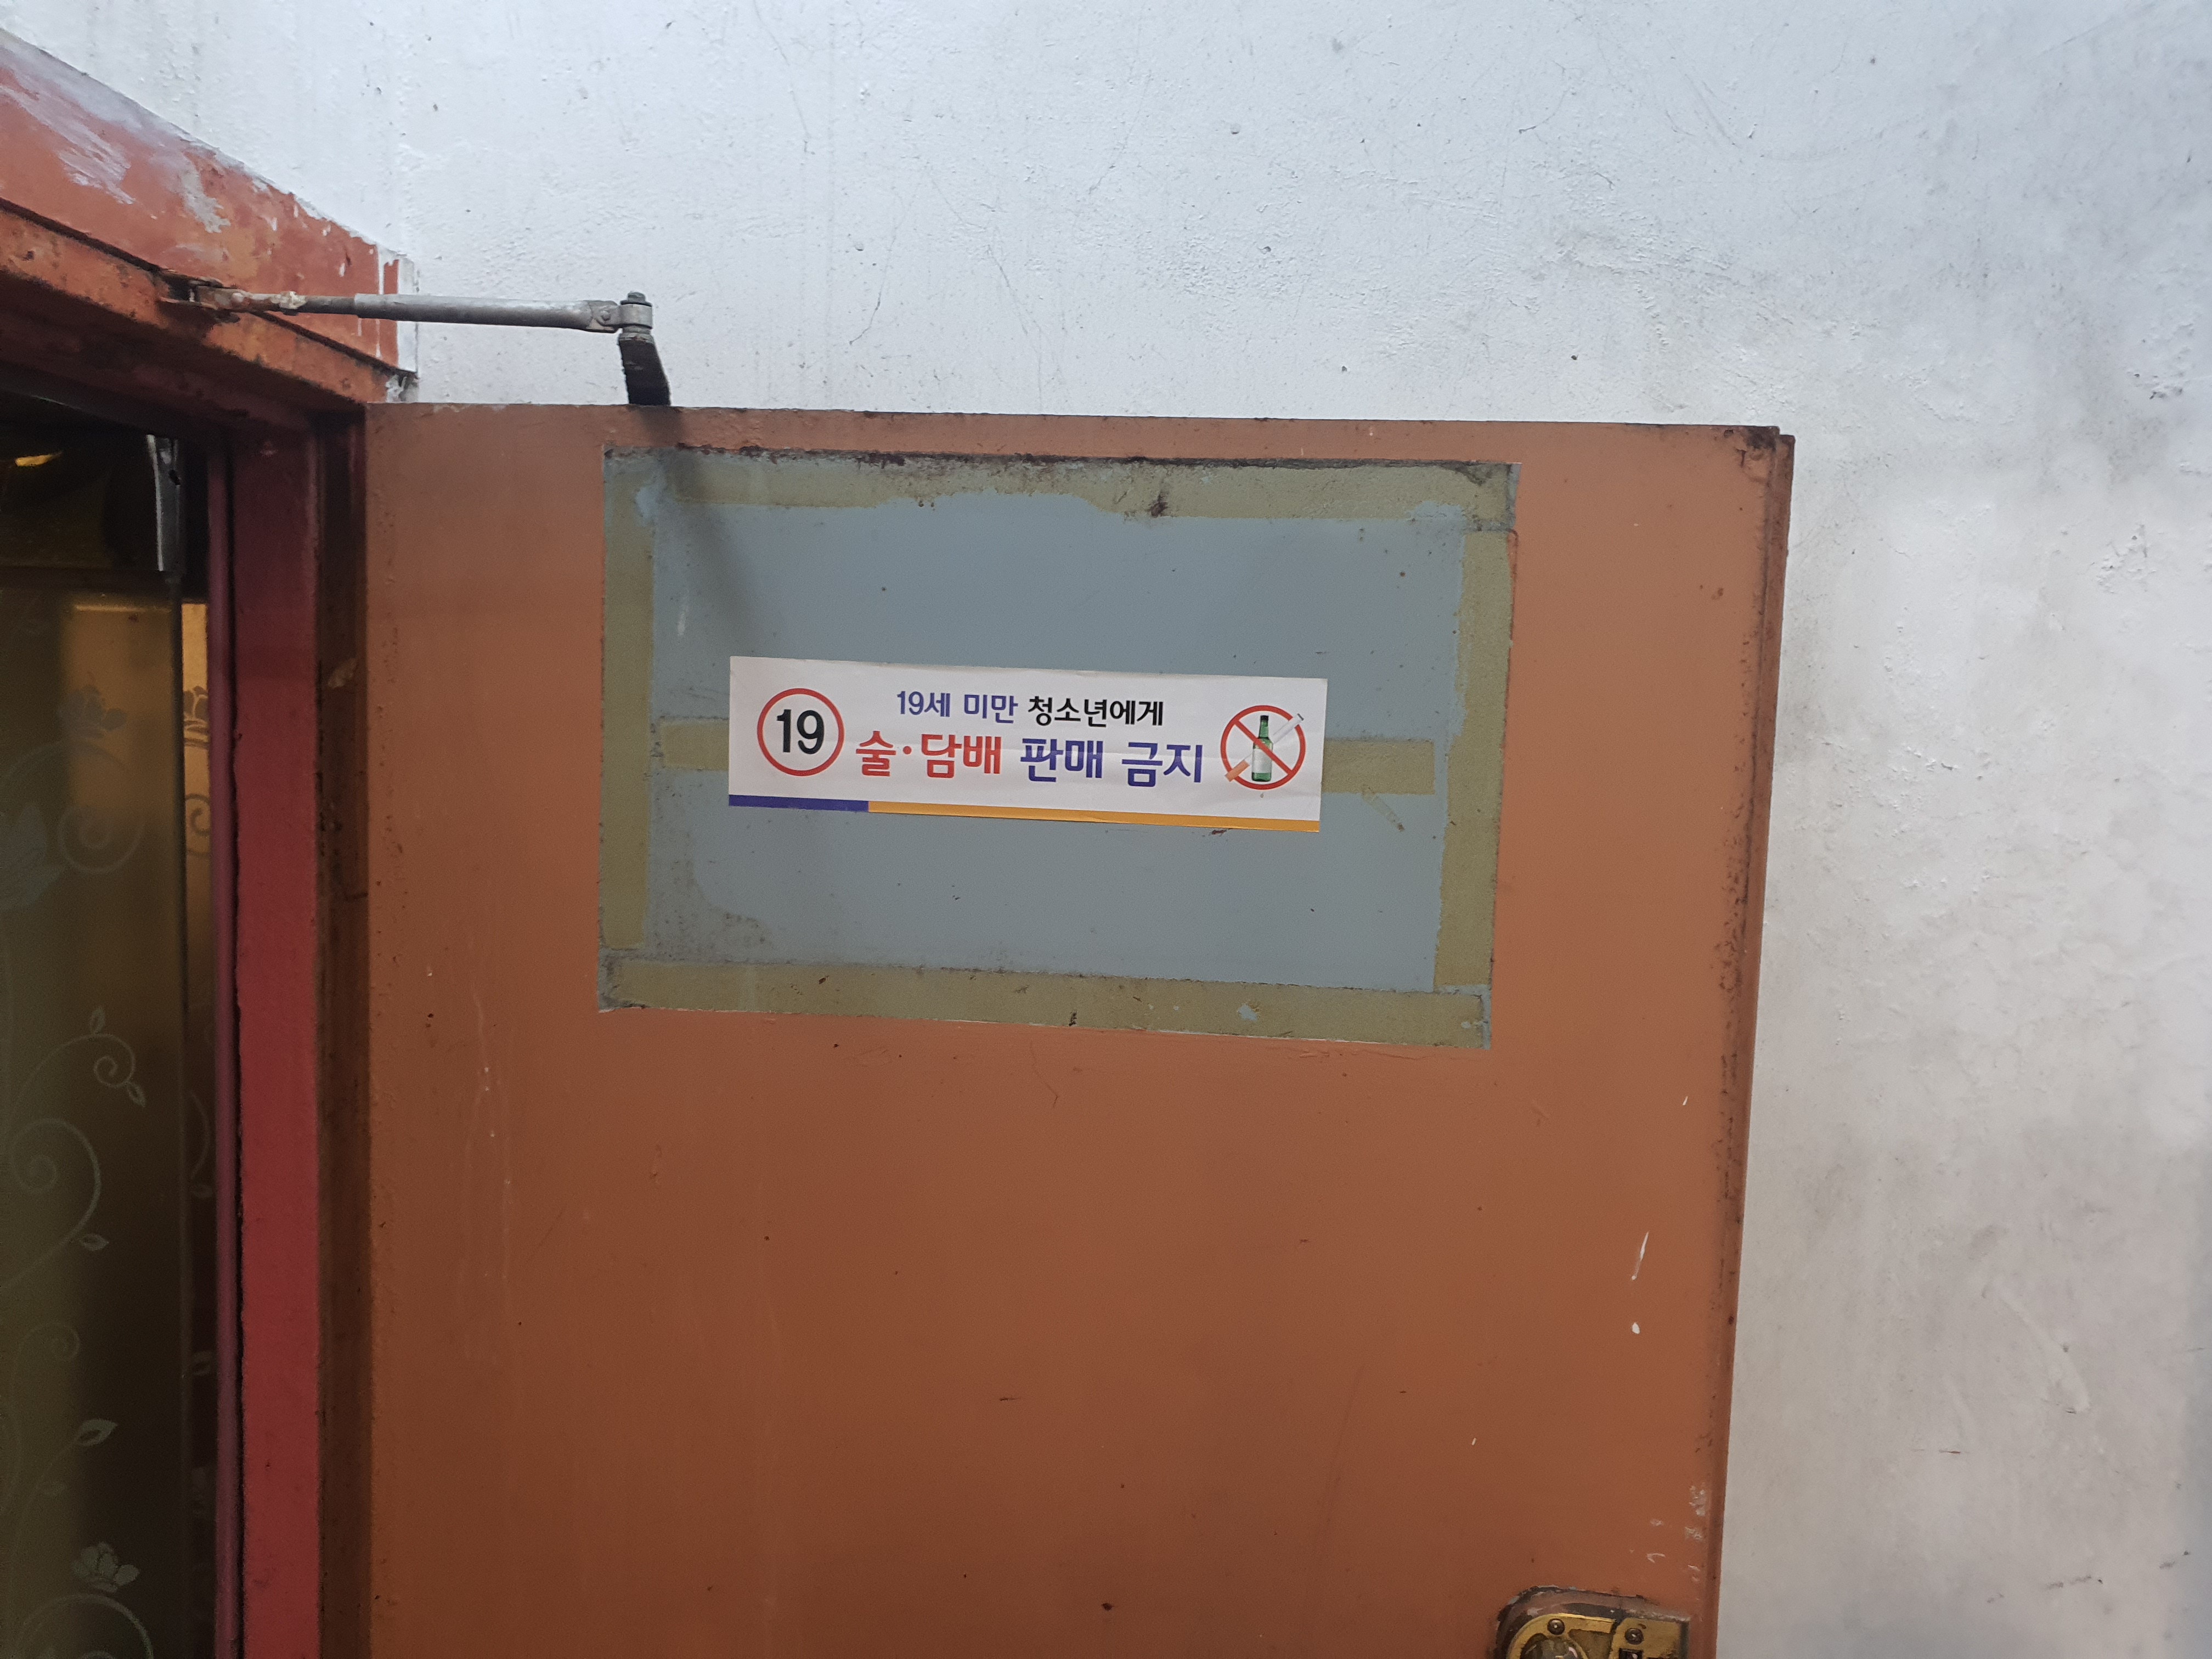 19
19세 미만 청소년에게
술·담배 판매 금지